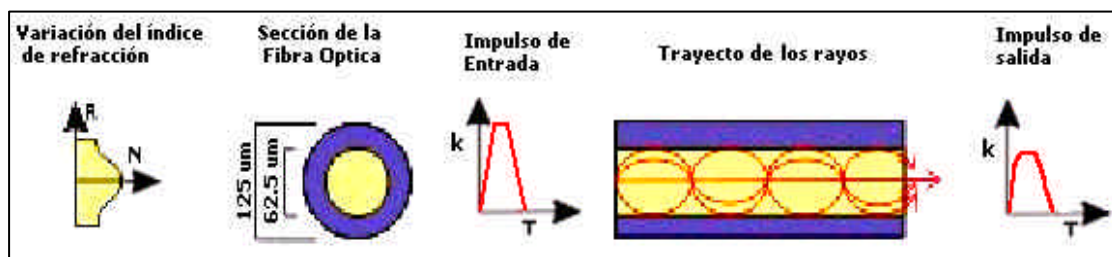 Variación del índice
de refracción
Sección de la
Fibra Optica
Impulso de
Entrada
Trayecto de los rayos
Impulso de
salida
R
N
125 um
62.5 um
k
T
k
T